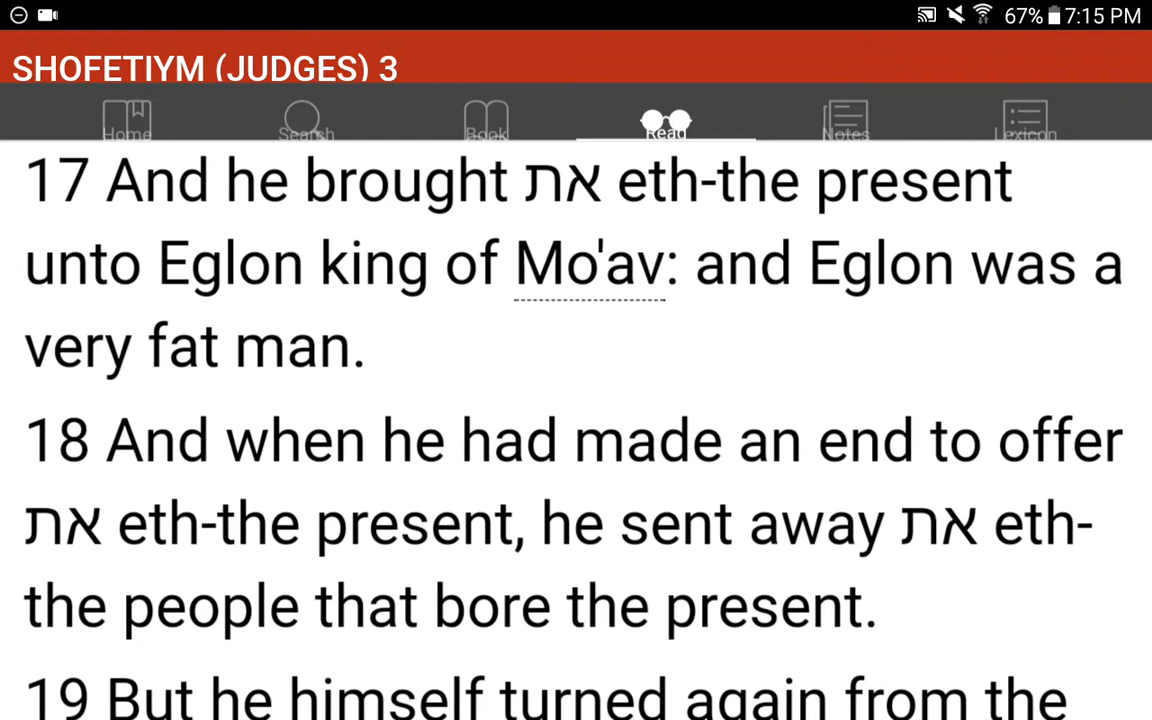 67% 7:15 PM
SHOFETIYM (JUDGES) 3
Home Search Book Read Notes Lexicon
17 And he brought את eth-the present
unto Eglon king of Mo'av: and Eglon was a
very fat man.
18 And when he had made an end to offer
את eth-the present, he sent away את eth-
the people that bore the present.
19 But he himself turned again from the